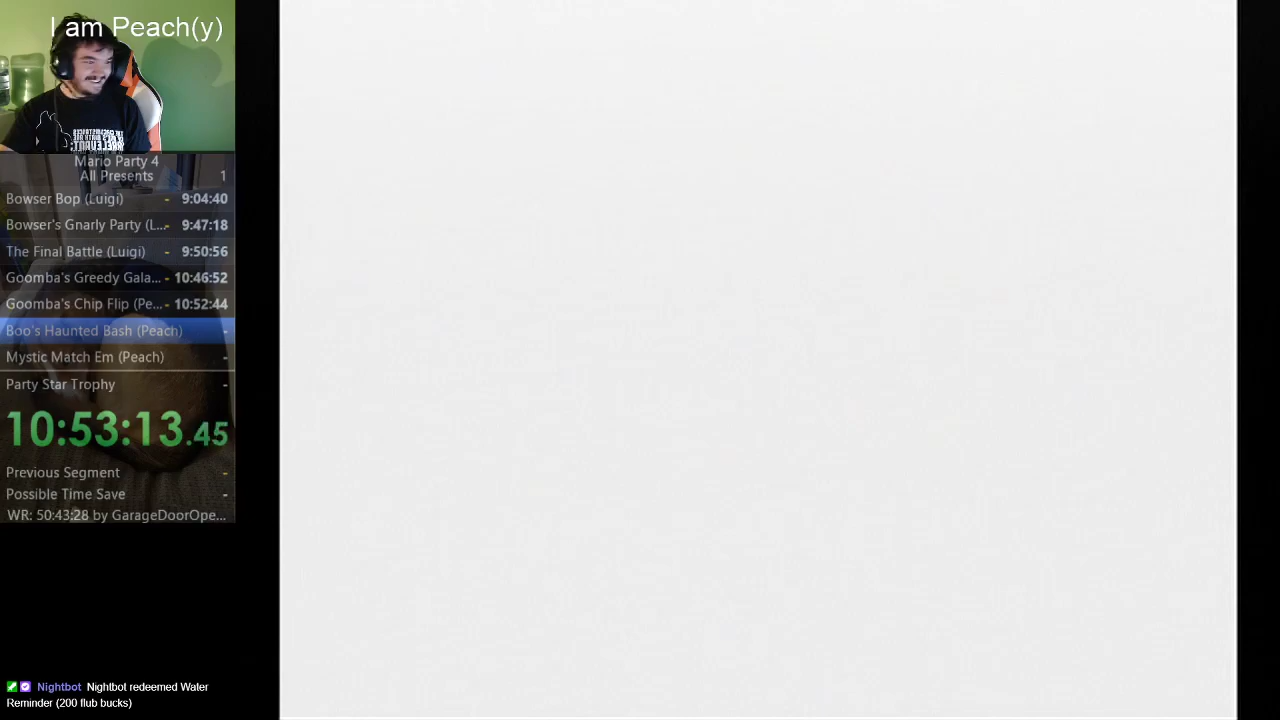 I am Peach(y)
Mario Party 4
All Presents 1
Bowser Bop (Luigi) - 9:04:40
Bowser's Gnarly Party (L... - 9:47:18
The Final Battle (Luigi) - 9:50:56
Goomba's Greedy Gala... - 10:46:52
Goomba's Chip Flip (Pe... - 10:52:44
Boo's Haunted Bash (Peach) -
Mystic Match Em (Peach) -
Party Star Trophy -
10:53:13.45
Previous Segment -
Possible Time Save -
WR: 50:43:28 by GarageDoorOpe...
Nightbot Nightbot redeemed Water
Reminder (200 flub bucks)